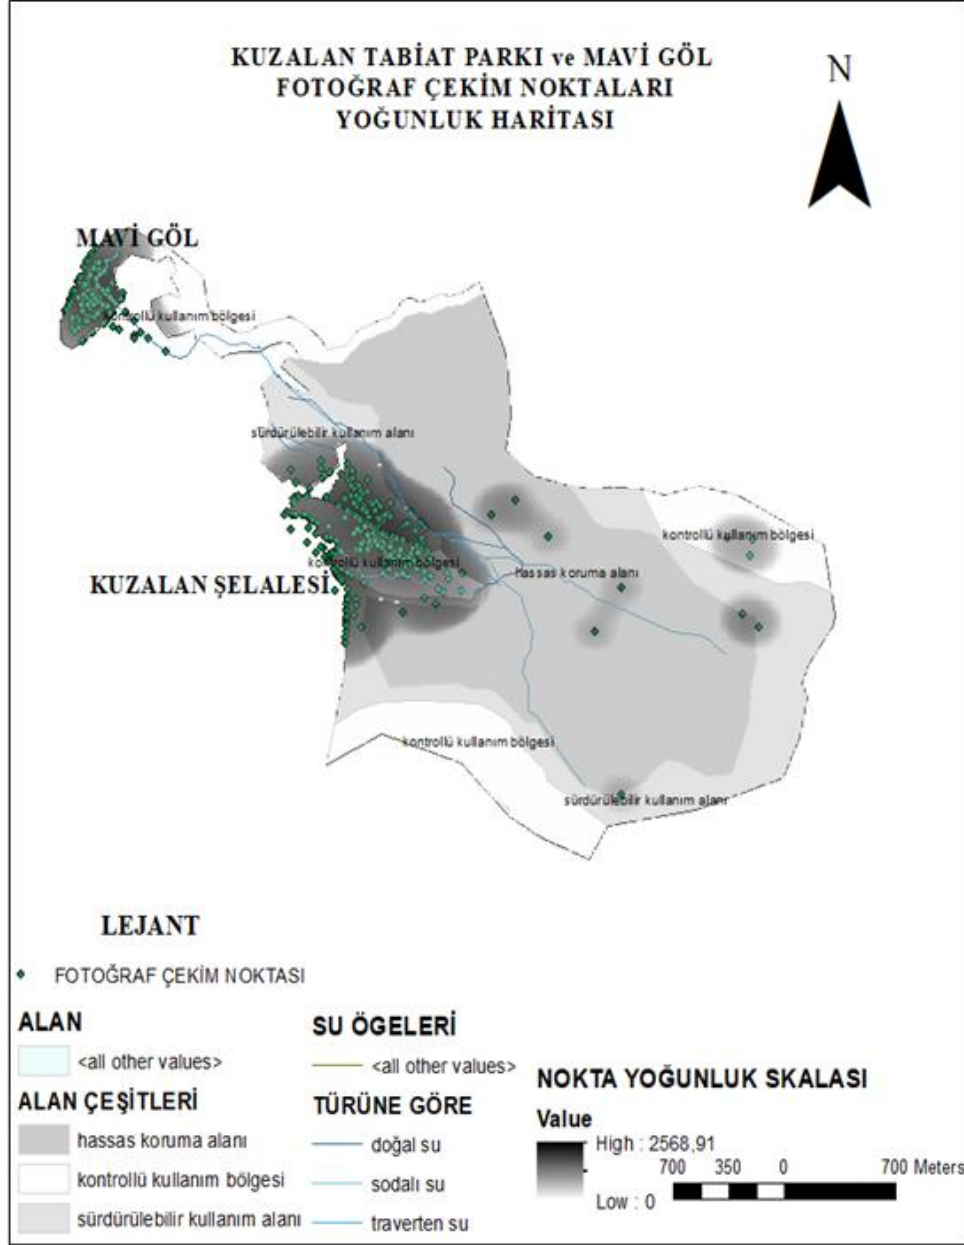 KUZALAN TABİAT PARKI ve MAVİ GÖL
FOTOĞRAF ÇEKİM NOKTALARI
YOĞUNLUK HARİTASI
N
MAVİ GÖL
kontrollü kullanım bölgesi
sürdürülebilir kullanım alanı
kontrollü kullanım bölgesi
kontrollü kullanım bölgesi
hassas koruma alanı
KUZALAN ŞELALESİ
kontrollü kullanım bölgesi
sürdürülebilir kullanım alanı
LEJANT
FOTOĞRAF ÇEKİM NOKTASI
ALAN
<all other values>
ALAN ÇEŞİTLERİ
hassas koruma alanı
kontrollü kullanım bölgesi
sürdürülebilir kullanım alanı
SU ÖGELERİ
<all other values>
TÜRÜNE GÖRE
doğal su
sodalı su
traverten su
NOKTA YOĞUNLUK SKALASI
Value
High : 2568,91
Low : 0
700 350 0 700 Meters